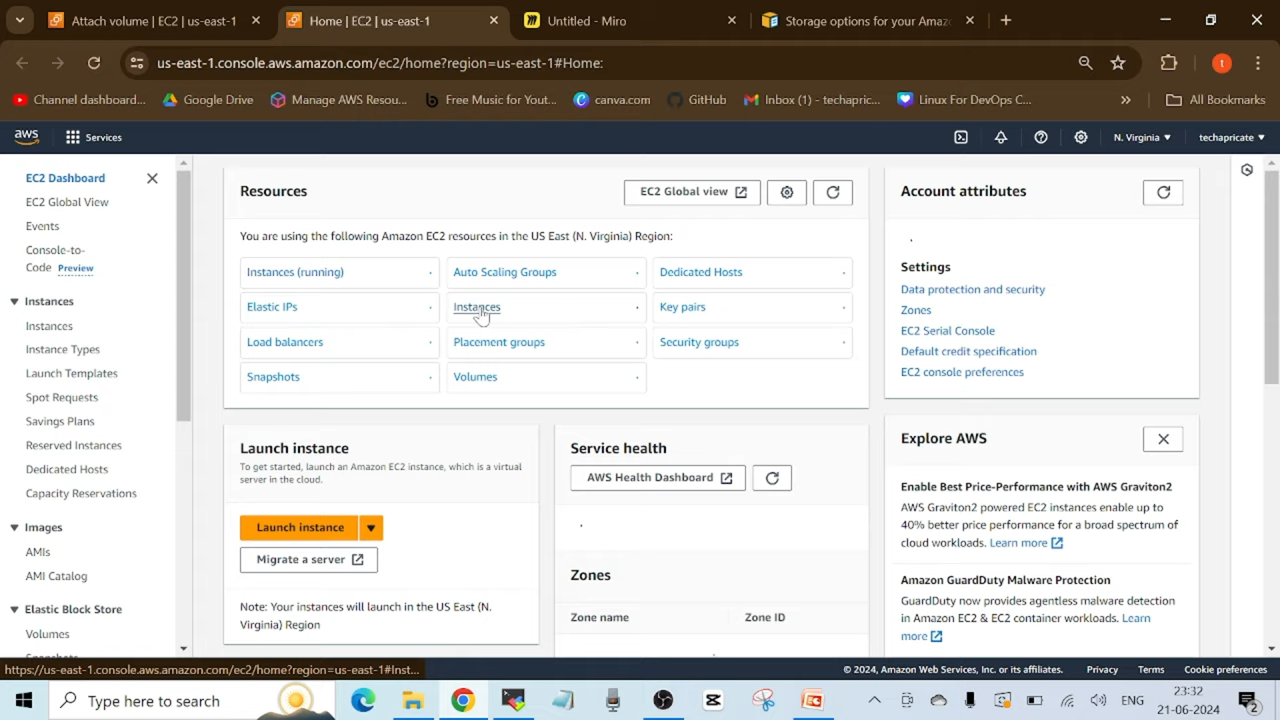 Attach volume | EC2 | us-east-1
Home | EC2 | us-east-1
Untitled - Miro
Storage options for your Amaz
us-east-1.console.aws.amazon.com/ec2/home?region=us-east-1#Home:
t
Channel dashboard...
Google Drive
Manage AWS Resou...
Free Music for Yout...
canva.com
GitHub
Inbox (1) - techapric...
Linux For DevOps C...
All Bookmarks
aws
Services
N. Virginia
techapricate
EC2 Dashboard
EC2 Global View
Events
Console-to-
Code Preview
Instances
Instances
Instance Types
Launch Templates
Spot Requests
Savings Plans
Reserved Instances
Dedicated Hosts
Capacity Reservations
Images
AMIs
AMI Catalog
Elastic Block Store
Volumes
Resources
EC2 Global view
You are using the following Amazon EC2 resources in the US East (N. Virginia) Region:
Instances (running)
Auto Scaling Groups
Dedicated Hosts
Elastic IPs
Instances
Key pairs
Load balancers
Placement groups
Security groups
Snapshots
Volumes
Launch instance
To get started, launch an Amazon EC2 instance, which is a virtual
server in the cloud.
Launch instance
Migrate a server
Note: Your instances will launch in the US East (N.
Virginia) Region
Service health
AWS Health Dashboard
Zones
Zone name
Zone ID
Account attributes
Settings
Data protection and security
Zones
EC2 Serial Console
Default credit specification
EC2 console preferences
Explore AWS
Enable Best Price-Performance with AWS Graviton2
AWS Graviton2 powered EC2 instances enable up to
40% better price performance for a broad spectrum of
cloud workloads. Learn more
Amazon GuardDuty Malware Protection
GuardDuty now provides agentless malware detection
in Amazon EC2 & EC2 container workloads. Learn
more
https://us-east-1.console.aws.amazon.com/ec2/home?region=us-east-1#Inst...
© 2024, Amazon Web Services, Inc. or its affiliates.
Privacy
Terms
Cookie preferences
Type here to search
ENG
23:32
21-06-2024
2